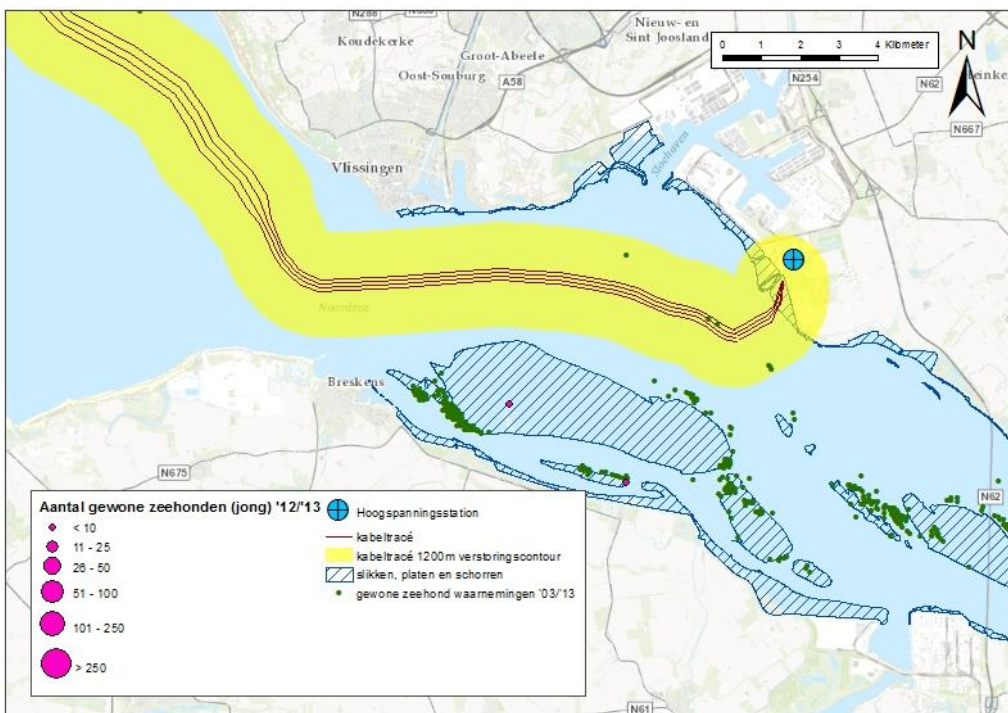 N288
Koudekerke
Groot-Abeele
Oost-Souburg
A58
Nieuw- en
Sint Joosland
0 1 2 3 4 Kilometer
N
N254
N62
Heinken
N667
Vlissingen
Sloehaven
Noordzee
Breskens
N675
N62
N61
Aantal gewone zeehonden (jong) '12/'13
< 10
11 - 25
26 - 50
51 - 100
101 - 250
> 250
Hoogspanningsstation
kabeltracé
kabeltracé 1200m verstoringscontour
slikken, platen en schorren
gewone zeehond waarnemingen '03/'13